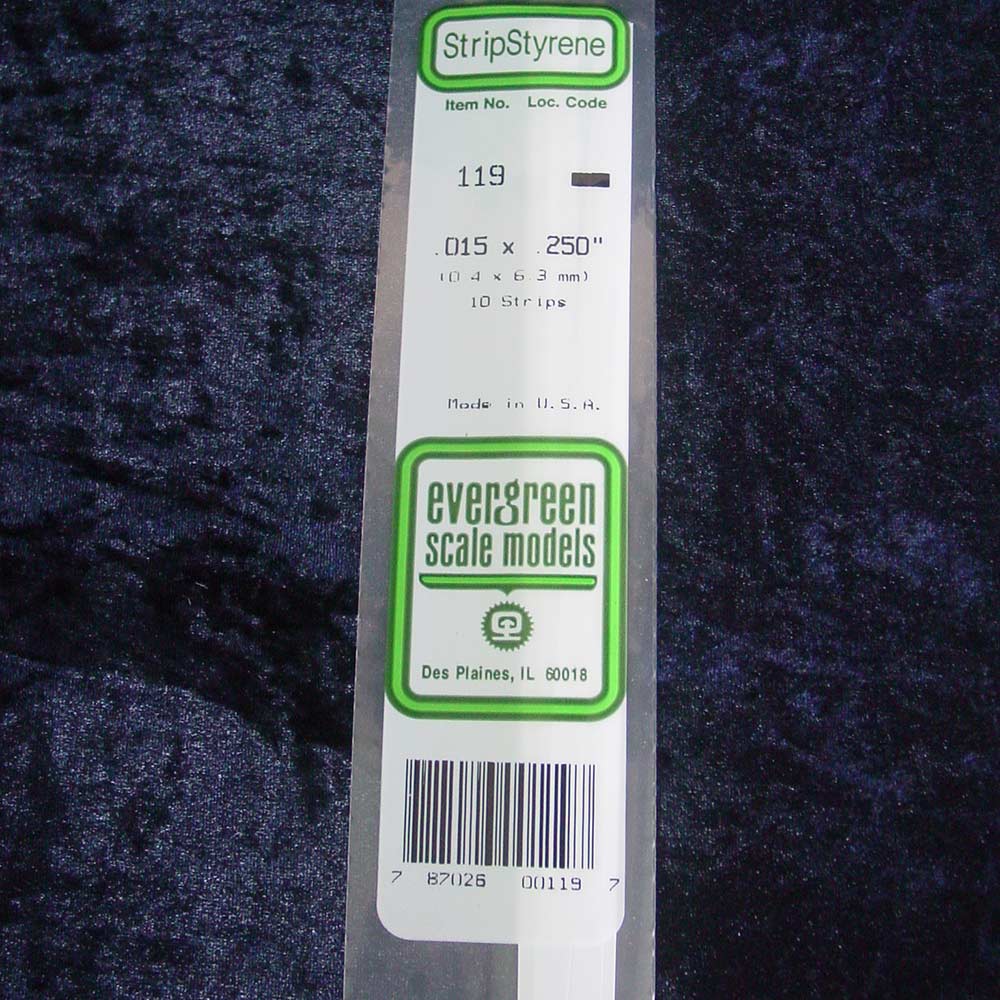 StripStyrene
Item No. Loc. Code
119
.015 x .250"
(0.4 x 6.3 mm)
10 Strips
Made in U.S.A.
evergreen
scale models
Des Plaines, IL 60018
7 87026 00119 7